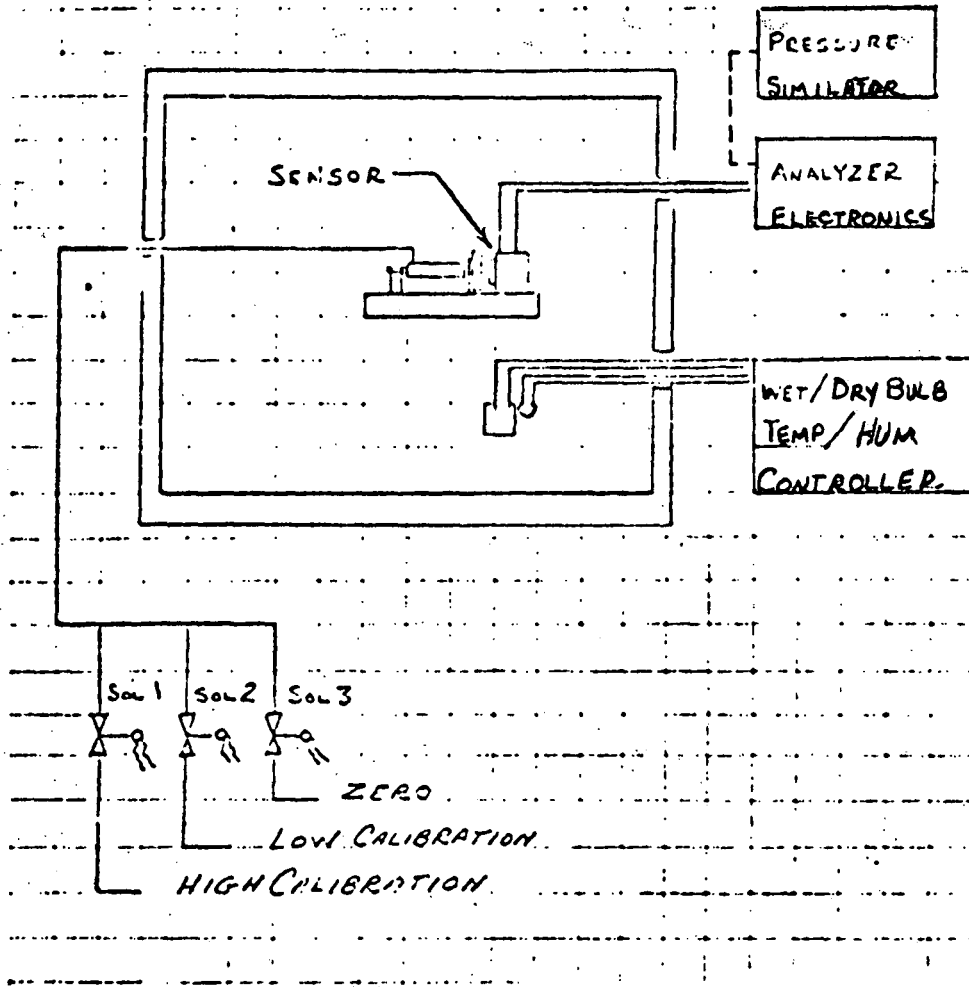 PRESSURE
SIMILATOR
ANALYZER
ELECTRONICS
SENSOR
WET/DRY BULB
TEMP/HUM
CONTROLLER.
SOL 1
SOL 2
SOL 3
ZERO
LOW CALIBRATION
HIGH CALIBRATION